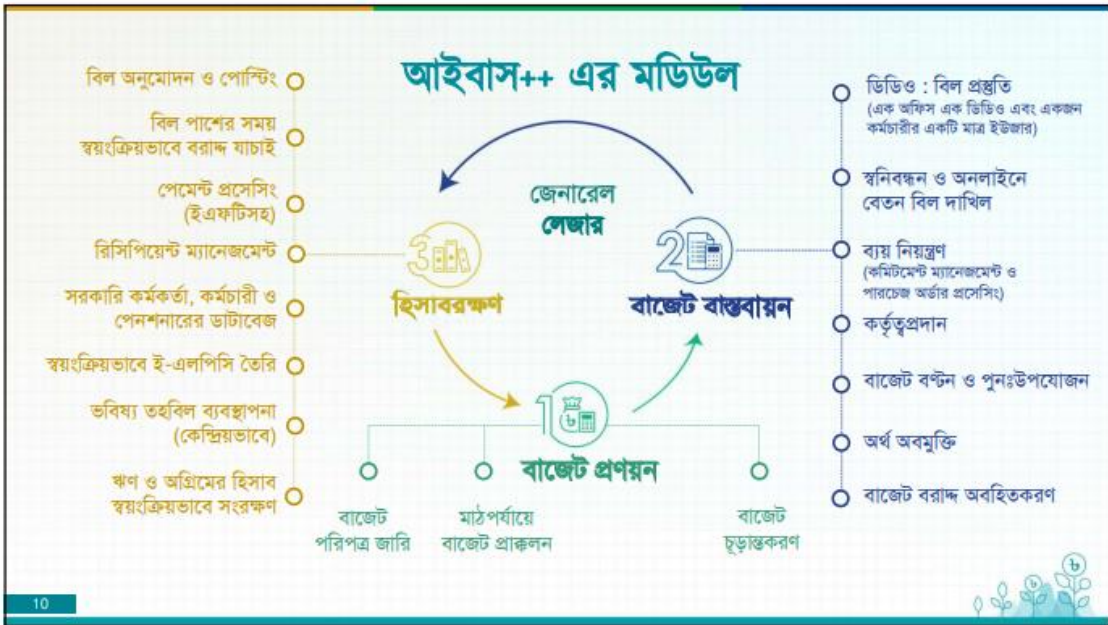 আইবাস++ এর মডিউল
বিল অনুমোদন ও পোস্টিং
বিল পাশের সময়
স্বয়ংক্রিয়ভাবে বরাদ্দ যাচাই
পেমেন্ট প্রসেসিং
(ইএফটিসহ)
রিসিপিয়েন্ট ম্যানেজমেন্ট
সরকারি কর্মকর্তা, কর্মচারী ও
পেনশনারের ডাটাবেজ
স্বয়ংক্রিয়ভাবে ই-এলপিসি তৈরি
ভবিষ্য তহবিল ব্যবস্থাপনা
(কেন্দ্রিয়ভাবে)
ঋণ ও অগ্রিমের হিসাব
স্বয়ংক্রিয়ভাবে সংরক্ষণ
জেনারেল
লেজার
3
হিসাবরক্ষণ
2
বাজেট বাস্তবায়ন
1
৳
বাজেট প্রণয়ন
বাজেট
পরিপত্র জারি
মাঠপর্যায়ে
বাজেট প্রাক্কলন
বাজেট
চূড়ান্তকরণ
ডিডিও : বিল প্রস্তুতি
(এক অফিস এক ডিডিও এবং একজন
কর্মচারীর একটি মাত্র ইউজার)
স্বনিবন্ধন ও অনলাইনে
বেতন বিল দাখিল
ব্যয় নিয়ন্ত্রণ
(কমিটমেন্ট ম্যানেজমেন্ট ও
পারচেজ অর্ডার প্রসেসিং)
কর্তৃত্বপ্রদান
বাজেট বণ্টন ও পুনঃউপযোজন
অর্থ অবমুক্তি
বাজেট বরাদ্দ অবহিতকরণ
10
৳
৳